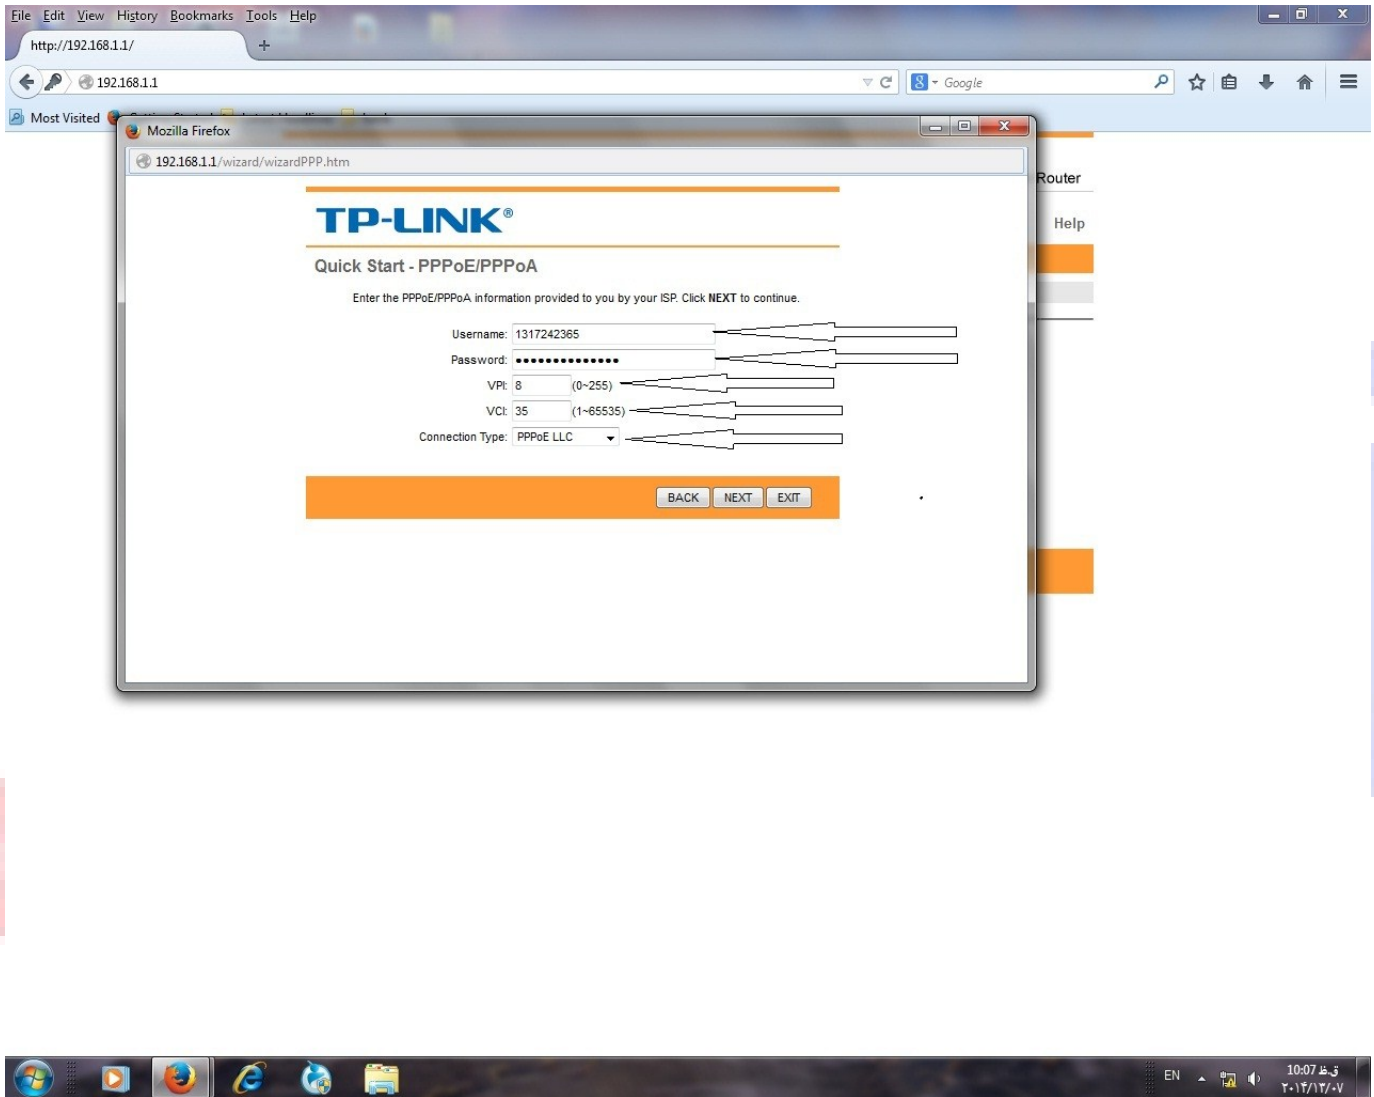 File Edit View History Bookmarks Tools Help
http://192.168.1.1/
192.168.1.1
Google
Most Visited
Mozilla Firefox
192.168.1.1/wizard/wizardPPP.htm
Router
TP-LINK®
Help
Quick Start - PPPoE/PPPoA
Enter the PPPoE/PPPoA information provided to you by your ISP. Click NEXT to continue.
Username: 1317242365
Password: ••••••••••••••
VPI: 8 (0~255)
VCI: 35 (1~65535)
Connection Type: PPPoE LLC
BACK NEXT EXIT
EN
10:07 ق.ظ
۲۰۱۴/۱۲/۰۷